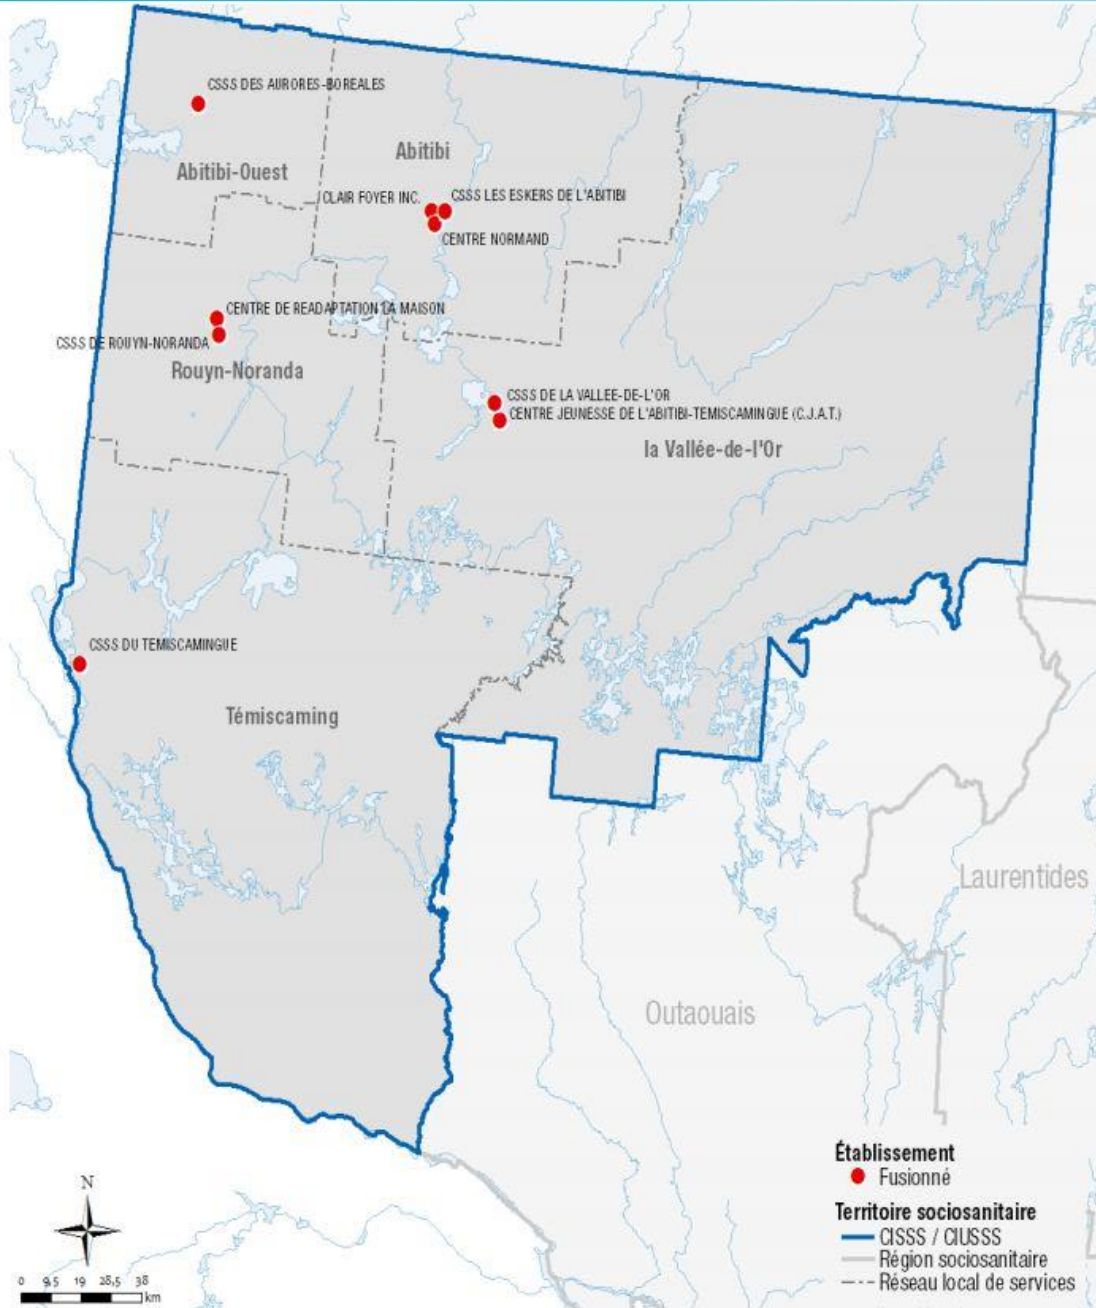 CSSS DES AURORES-BOREALES
Abitibi
Abitibi-Ouest
CLAIR FOYER INC.
CSSS LES ESKERS DE L'ABITIBI
CENTRE NORMAND
CENTRE DE READAPTATION LA MAISON
CSSS DE ROUYN-NORANDA
Rouyn-Noranda
CSSS DE LA VALLEE-DE-L'OR
CENTRE JEUNESSE DE L'ABITIBI-TEMISCAMINGUE (C.J.A.T.)
la Vallée-de-l'Or
CSSS DU TEMISCAMINGUE
Témiscaming
Laurentides
Outaouais
Établissement
Fusionné
Territoire sociosanitaire
CISSS / CIUSSS
Région sociosanitaire
Réseau local de services
N
0 9,5 19 28,5 38
km